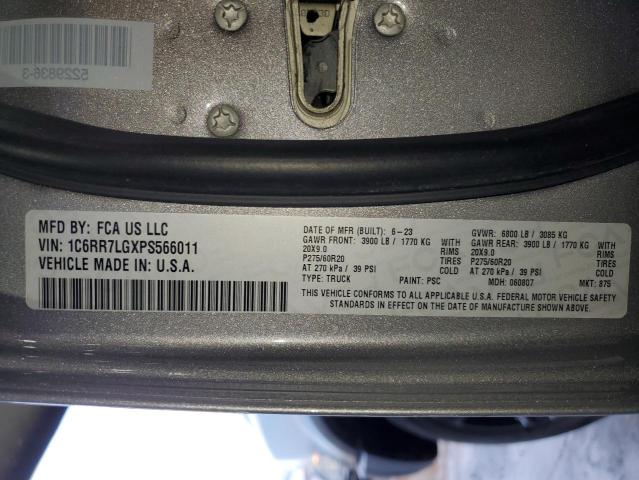 5229836-3
MFD BY: FCA US LLC
VIN: 1C6RR7LGXPS566011
VEHICLE MADE IN: U.S.A.
DATE OF MFR (BUILT): 6-23 GVWR: 6800 LB / 3085 KG
GAWR FRONT: 3900 LB / 1770 KG GAWR REAR: 3900 LB / 1770 KG
20X9.0 RIMS 20X9.0 RIMS
P275/60R20 TIRES P275/60R20 TIRES
AT 270 kPa / 39 PSI COLD AT 270 kPa / 39 PSI COLD
TYPE: TRUCK PAINT: PSC MDH: 060807 MKT: 875
THIS VEHICLE CONFORMS TO ALL APPLICABLE U.S.A. FEDERAL MOTOR VEHICLE SAFETY
STANDARDS IN EFFECT ON THE DATE OF MANUFACTURE SHOWN ABOVE.